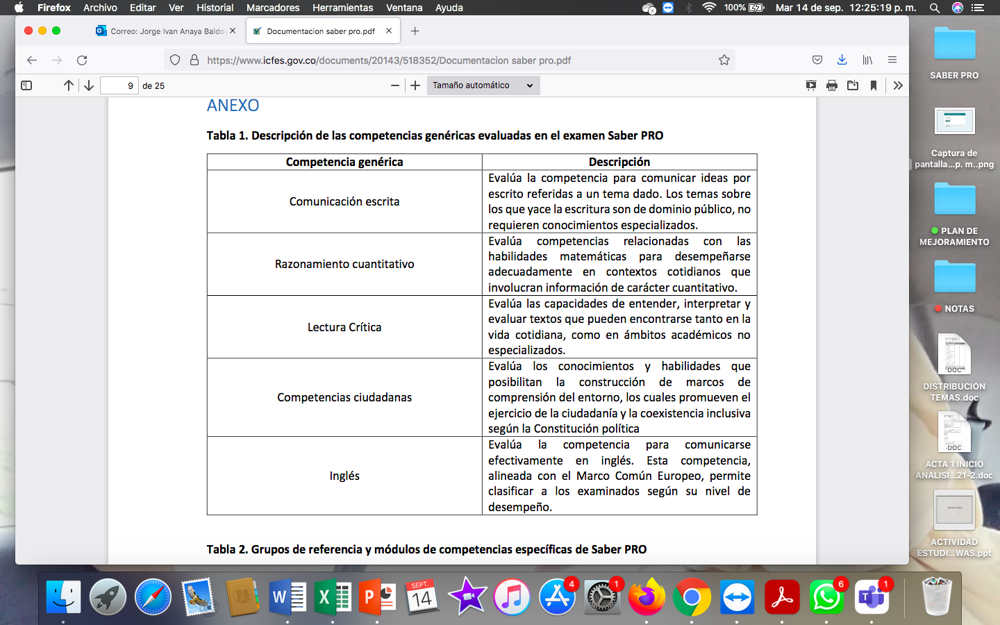 Firefox Archivo Editar Ver Historial Marcadores Herramientas Ventana Ayuda 100% Mar 14 de sep. 12:25:19 p. m.
Correo: Jorge Ivan Anaya Baldo Documentacion saber pro.pdf
https://www.icfes.gov.co/documents/20143/518352/Documentacion saber pro.pdf
9 de 25 Tamaño automático
ANEXO
Tabla 1. Descripción de las competencias genéricas evaluadas en el examen Saber PRO
Competencia genérica Descripción
Comunicación escrita
Evalúa la competencia para comunicar ideas por
escrito referidas a un tema dado. Los temas sobre
los que yace la escritura son de dominio público, no
requieren conocimientos especializados.
Razonamiento cuantitativo
Evalúa competencias relacionadas con las
habilidades matemáticas para desempeñarse
adecuadamente en contextos cotidianos que
involucran información de carácter cuantitativo.
Lectura Crítica
Evalúa las capacidades de entender, interpretar y
evaluar textos que pueden encontrarse tanto en la
vida cotidiana, como en ámbitos académicos no
especializados.
Competencias ciudadanas
Evalúa los conocimientos y habilidades que
posibilitan la construcción de marcos de
comprensión del entorno, los cuales promueven el
ejercicio de la ciudadanía y la coexistencia inclusiva
según la Constitución política
Inglés
Evalúa la competencia para comunicarse
efectivamente en inglés. Esta competencia,
alineada con el Marco Común Europeo, permite
clasificar a los examinados según su nivel de
desempeño.
Tabla 2. Grupos de referencia y módulos de competencias específicas de Saber PRO
SABER PRO
Captura de
pantalla...p. m..png
PLAN DE
MEJORAMIENTO
NOTAS
DOC
DISTRIBUCION
TEMAS.doc
DOC
ACTA 1 INICIO
ANALISI...21-2.doc
ACTIVIDAD
ESTUDI...WAS.ppt
W X P SEPT.
14
4 1 6 T 1